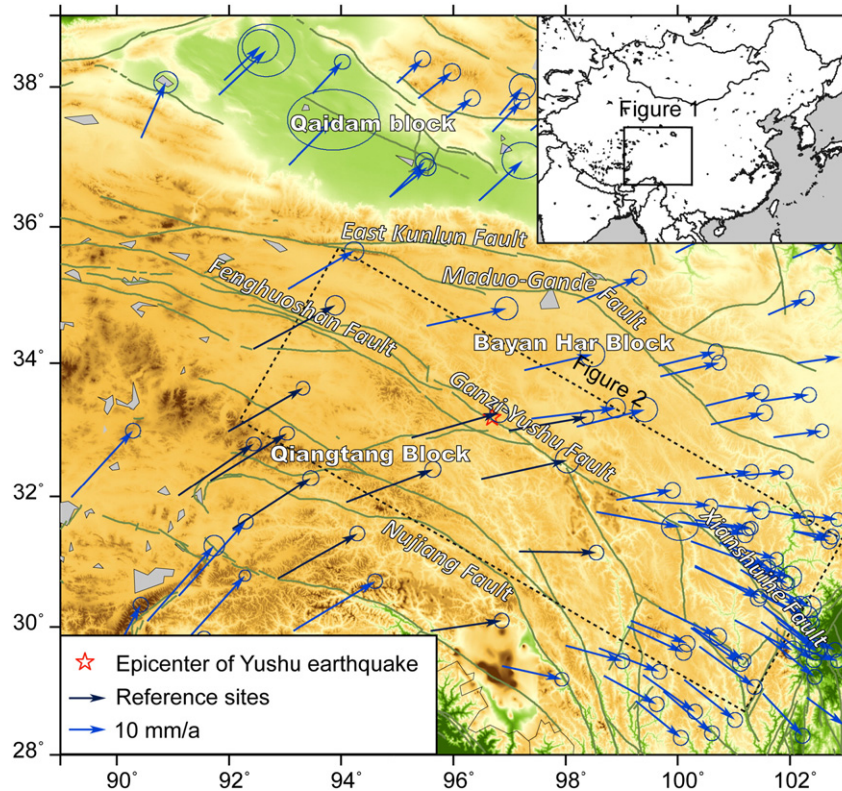 38˚
36˚
34˚
32˚
30˚
28˚
Figure 1
Qaidam block
East Kunlun Fault
Maduo-Gande Fault
Fenghuoshan Fault
Bayan Har Block
Figure 2
Ganzi-Yushu Fault
Qiangtang Block
Xianshuihe Fault
Nujiang Fault
Epicenter of Yushu earthquake
Reference sites
10 mm/a
90˚
92˚
94˚
96˚
98˚
100˚
102˚